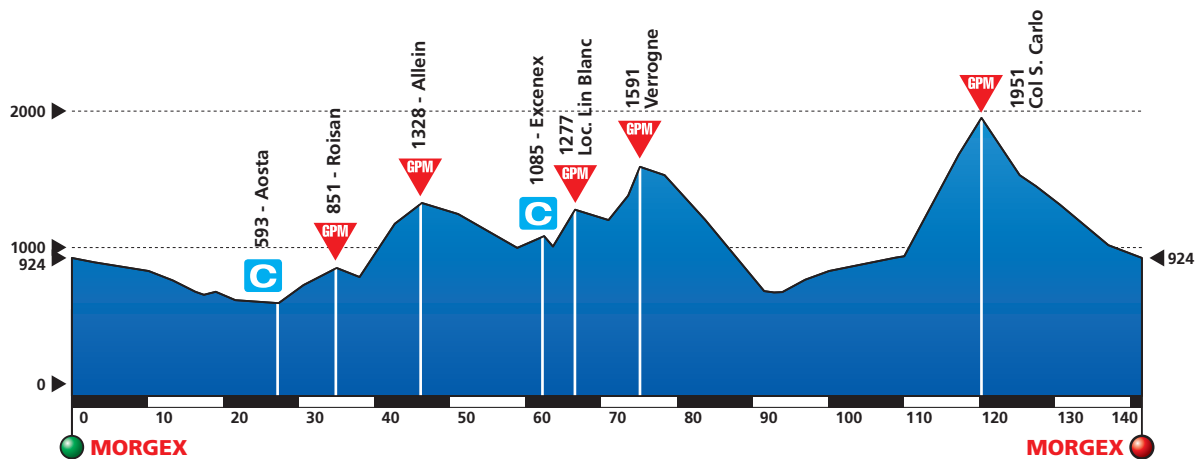 593 - Aosta
851 - Roisan
1328 - Allein
1085 - Excenex
1277
Loc. Lin Blanc
1591
Verrogne
1951
Col S. Carlo
GPM
GPM
GPM
GPM
GPM
C
C
2000
1000
924
0
924
0 10 20 30 40 50 60 70 80 90 100 110 120 130 140
MORGEX
MORGEX